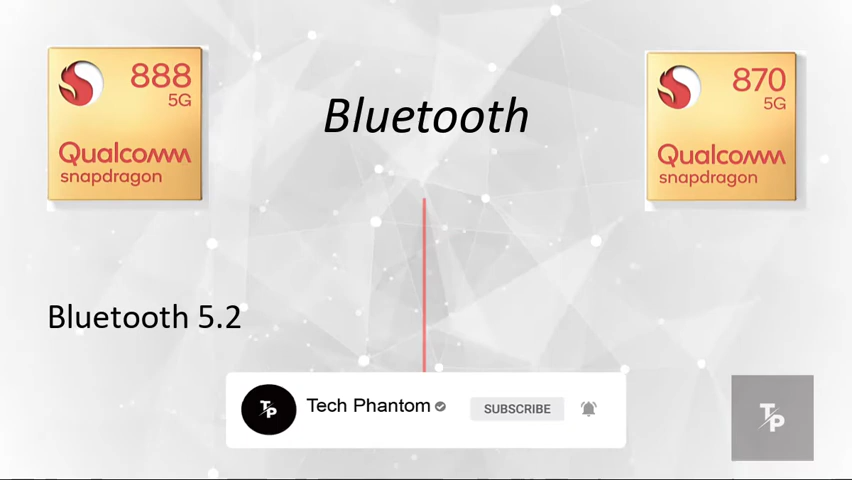 888
5G
Qualcomm
snapdragon
Bluetooth
870
5G
Qualcomm
snapdragon
Bluetooth 5.2
TP
Tech Phantom
SUBSCRIBE
TP